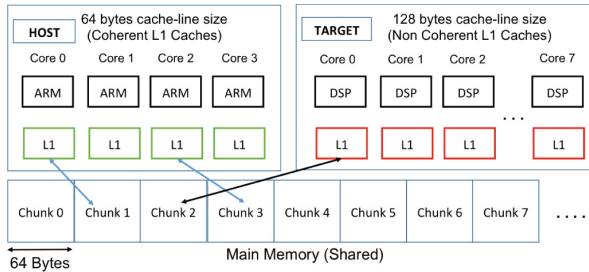 HOST
64 bytes cache-line size
(Coherent L1 Caches)
Core 0 Core 1 Core 2 Core 3
ARM ARM ARM ARM
L1 L1 L1 L1
TARGET
128 bytes cache-line size
(Non Coherent L1 Caches)
Core 0 Core 1 Core 2 Core 7
DSP DSP DSP DSP
. . .
L1 L1 L1 L1
Chunk 0 Chunk 1 Chunk 2 Chunk 3 Chunk 4 Chunk 5 Chunk 6 Chunk 7 . . . .
64 Bytes
Main Memory (Shared)